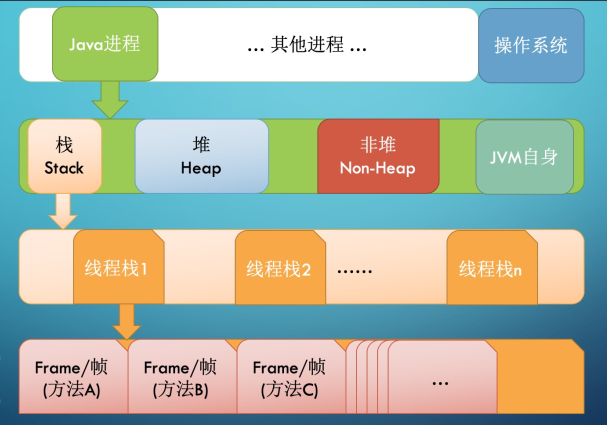 Java进程
... 其他进程 ...
操作系统
栈
Stack
堆
Heap
非堆
Non-Heap
JVM自身
线程栈1
线程栈2
......
线程栈n
Frame/帧
(方法A)
Frame/帧
(方法B)
Frame/帧
(方法C)
...